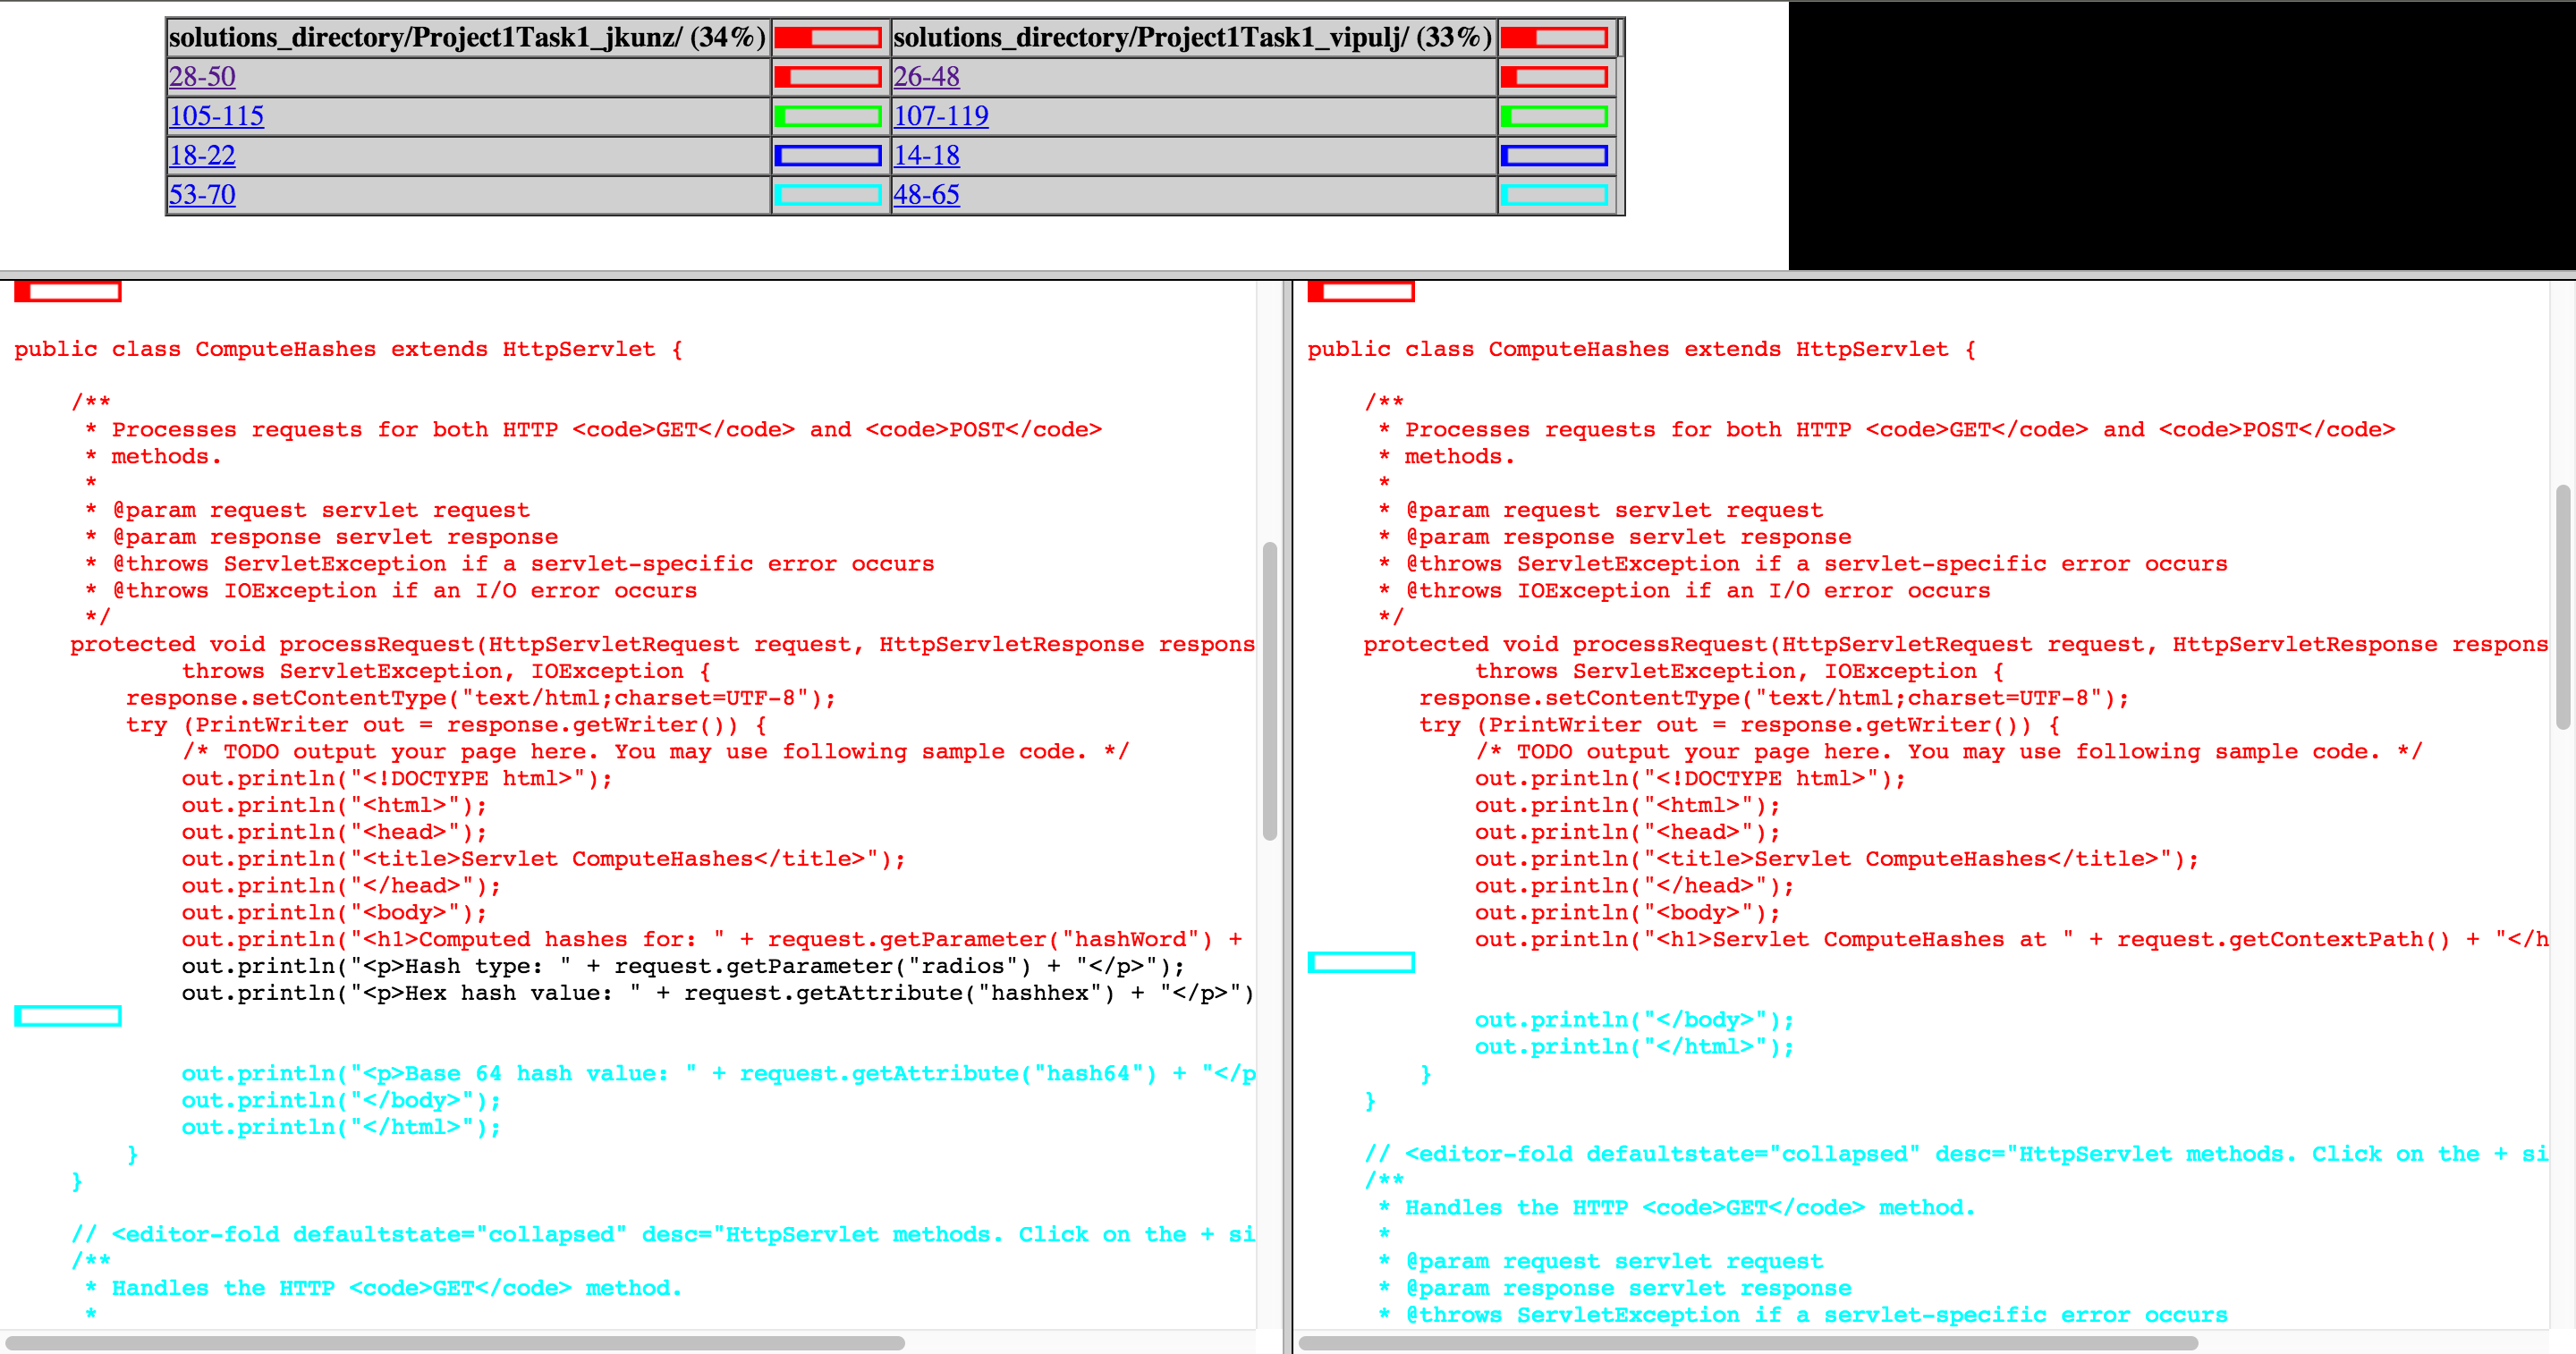 solutions_directory/Project1Task1_jkunz/ (34%) solutions_directory/Project1Task1_vipulj/ (33%)
28-50 26-48
105-115 107-119
18-22 14-18
53-70 48-65
public class ComputeHashes extends HttpServlet {
/**
* Processes requests for both HTTP <code>GET</code> and <code>POST</code>
* methods.
*
* @param request servlet request
* @param response servlet response
* @throws ServletException if a servlet-specific error occurs
* @throws IOException if an I/O error occurs
*/
protected void processRequest(HttpServletRequest request, HttpServletResponse respons
throws ServletException, IOException {
response.setContentType("text/html;charset=UTF-8");
try (PrintWriter out = response.getWriter()) {
/* TODO output your page here. You may use following sample code. */
out.println("<!DOCTYPE html>");
out.println("<html>");
out.println("<head>");
out.println("<title>Servlet ComputeHashes</title>");
out.println("</head>");
out.println("<body>");
out.println("<h1>Computed hashes for: " + request.getParameter("hashWord") +
out.println("<p>Hash type: " + request.getParameter("radios") + "</p>");
out.println("<p>Hex hash value: " + request.getAttribute("hashhex") + "</p>")
out.println("<p>Base 64 hash value: " + request.getAttribute("hash64") + "</p
out.println("</body>");
out.println("</html>");
}
}
// <editor-fold defaultstate="collapsed" desc="HttpServlet methods. Click on the + si
/**
* Handles the HTTP <code>GET</code> method.
*
public class ComputeHashes extends HttpServlet {
/**
* Processes requests for both HTTP <code>GET</code> and <code>POST</code>
* methods.
*
* @param request servlet request
* @param response servlet response
* @throws ServletException if a servlet-specific error occurs
* @throws IOException if an I/O error occurs
*/
protected void processRequest(HttpServletRequest request, HttpServletResponse respons
throws ServletException, IOException {
response.setContentType("text/html;charset=UTF-8");
try (PrintWriter out = response.getWriter()) {
/* TODO output your page here. You may use following sample code. */
out.println("<!DOCTYPE html>");
out.println("<html>");
out.println("<head>");
out.println("<title>Servlet ComputeHashes</title>");
out.println("</head>");
out.println("<body>");
out.println("<h1>Servlet ComputeHashes at " + request.getContextPath() + "</h
out.println("</body>");
out.println("</html>");
}
}
// <editor-fold defaultstate="collapsed" desc="HttpServlet methods. Click on the + si
/**
* Handles the HTTP <code>GET</code> method.
*
* @param request servlet request
* @param response servlet response
* @throws ServletException if a servlet-specific error occurs